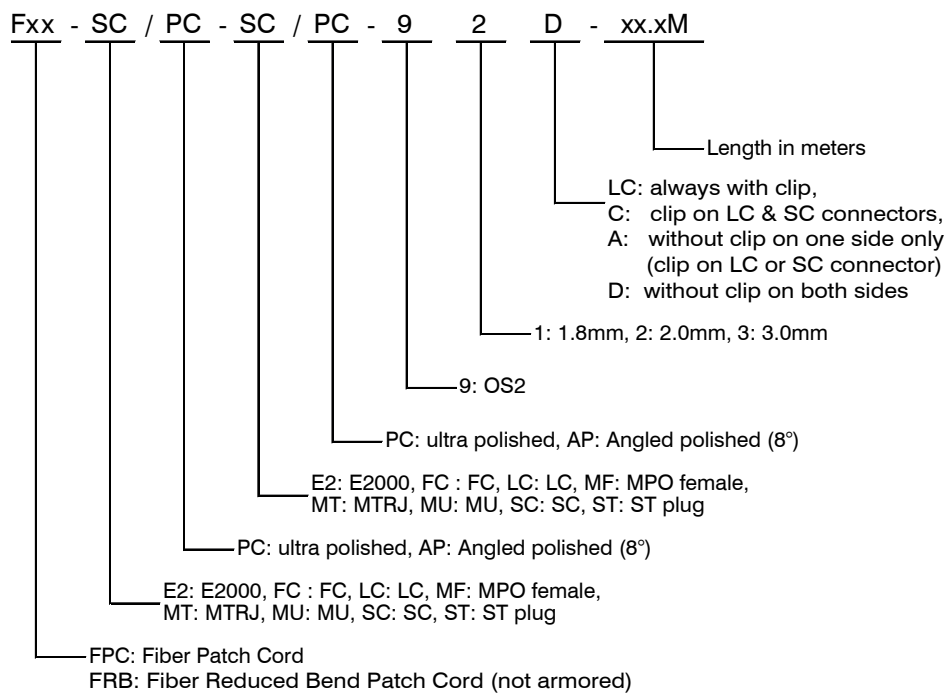 Fxx - SC / PC - SC / PC - 9 2 D - xx.xM
Length in meters
LC: always with clip,
C: clip on LC & SC connectors,
A: without clip on one side only
(clip on LC or SC connector)
D: without clip on both sides
1: 1.8mm, 2: 2.0mm, 3: 3.0mm
9: OS2
PC: ultra polished, AP: Angled polished (8°)
E2: E2000, FC : FC, LC: LC, MF: MPO female,
MT: MTRJ, MU: MU, SC: SC, ST: ST plug
PC: ultra polished, AP: Angled polished (8°)
E2: E2000, FC : FC, LC: LC, MF: MPO female,
MT: MTRJ, MU: MU, SC: SC, ST: ST plug
FPC: Fiber Patch Cord
FRB: Fiber Reduced Bend Patch Cord (not armored)